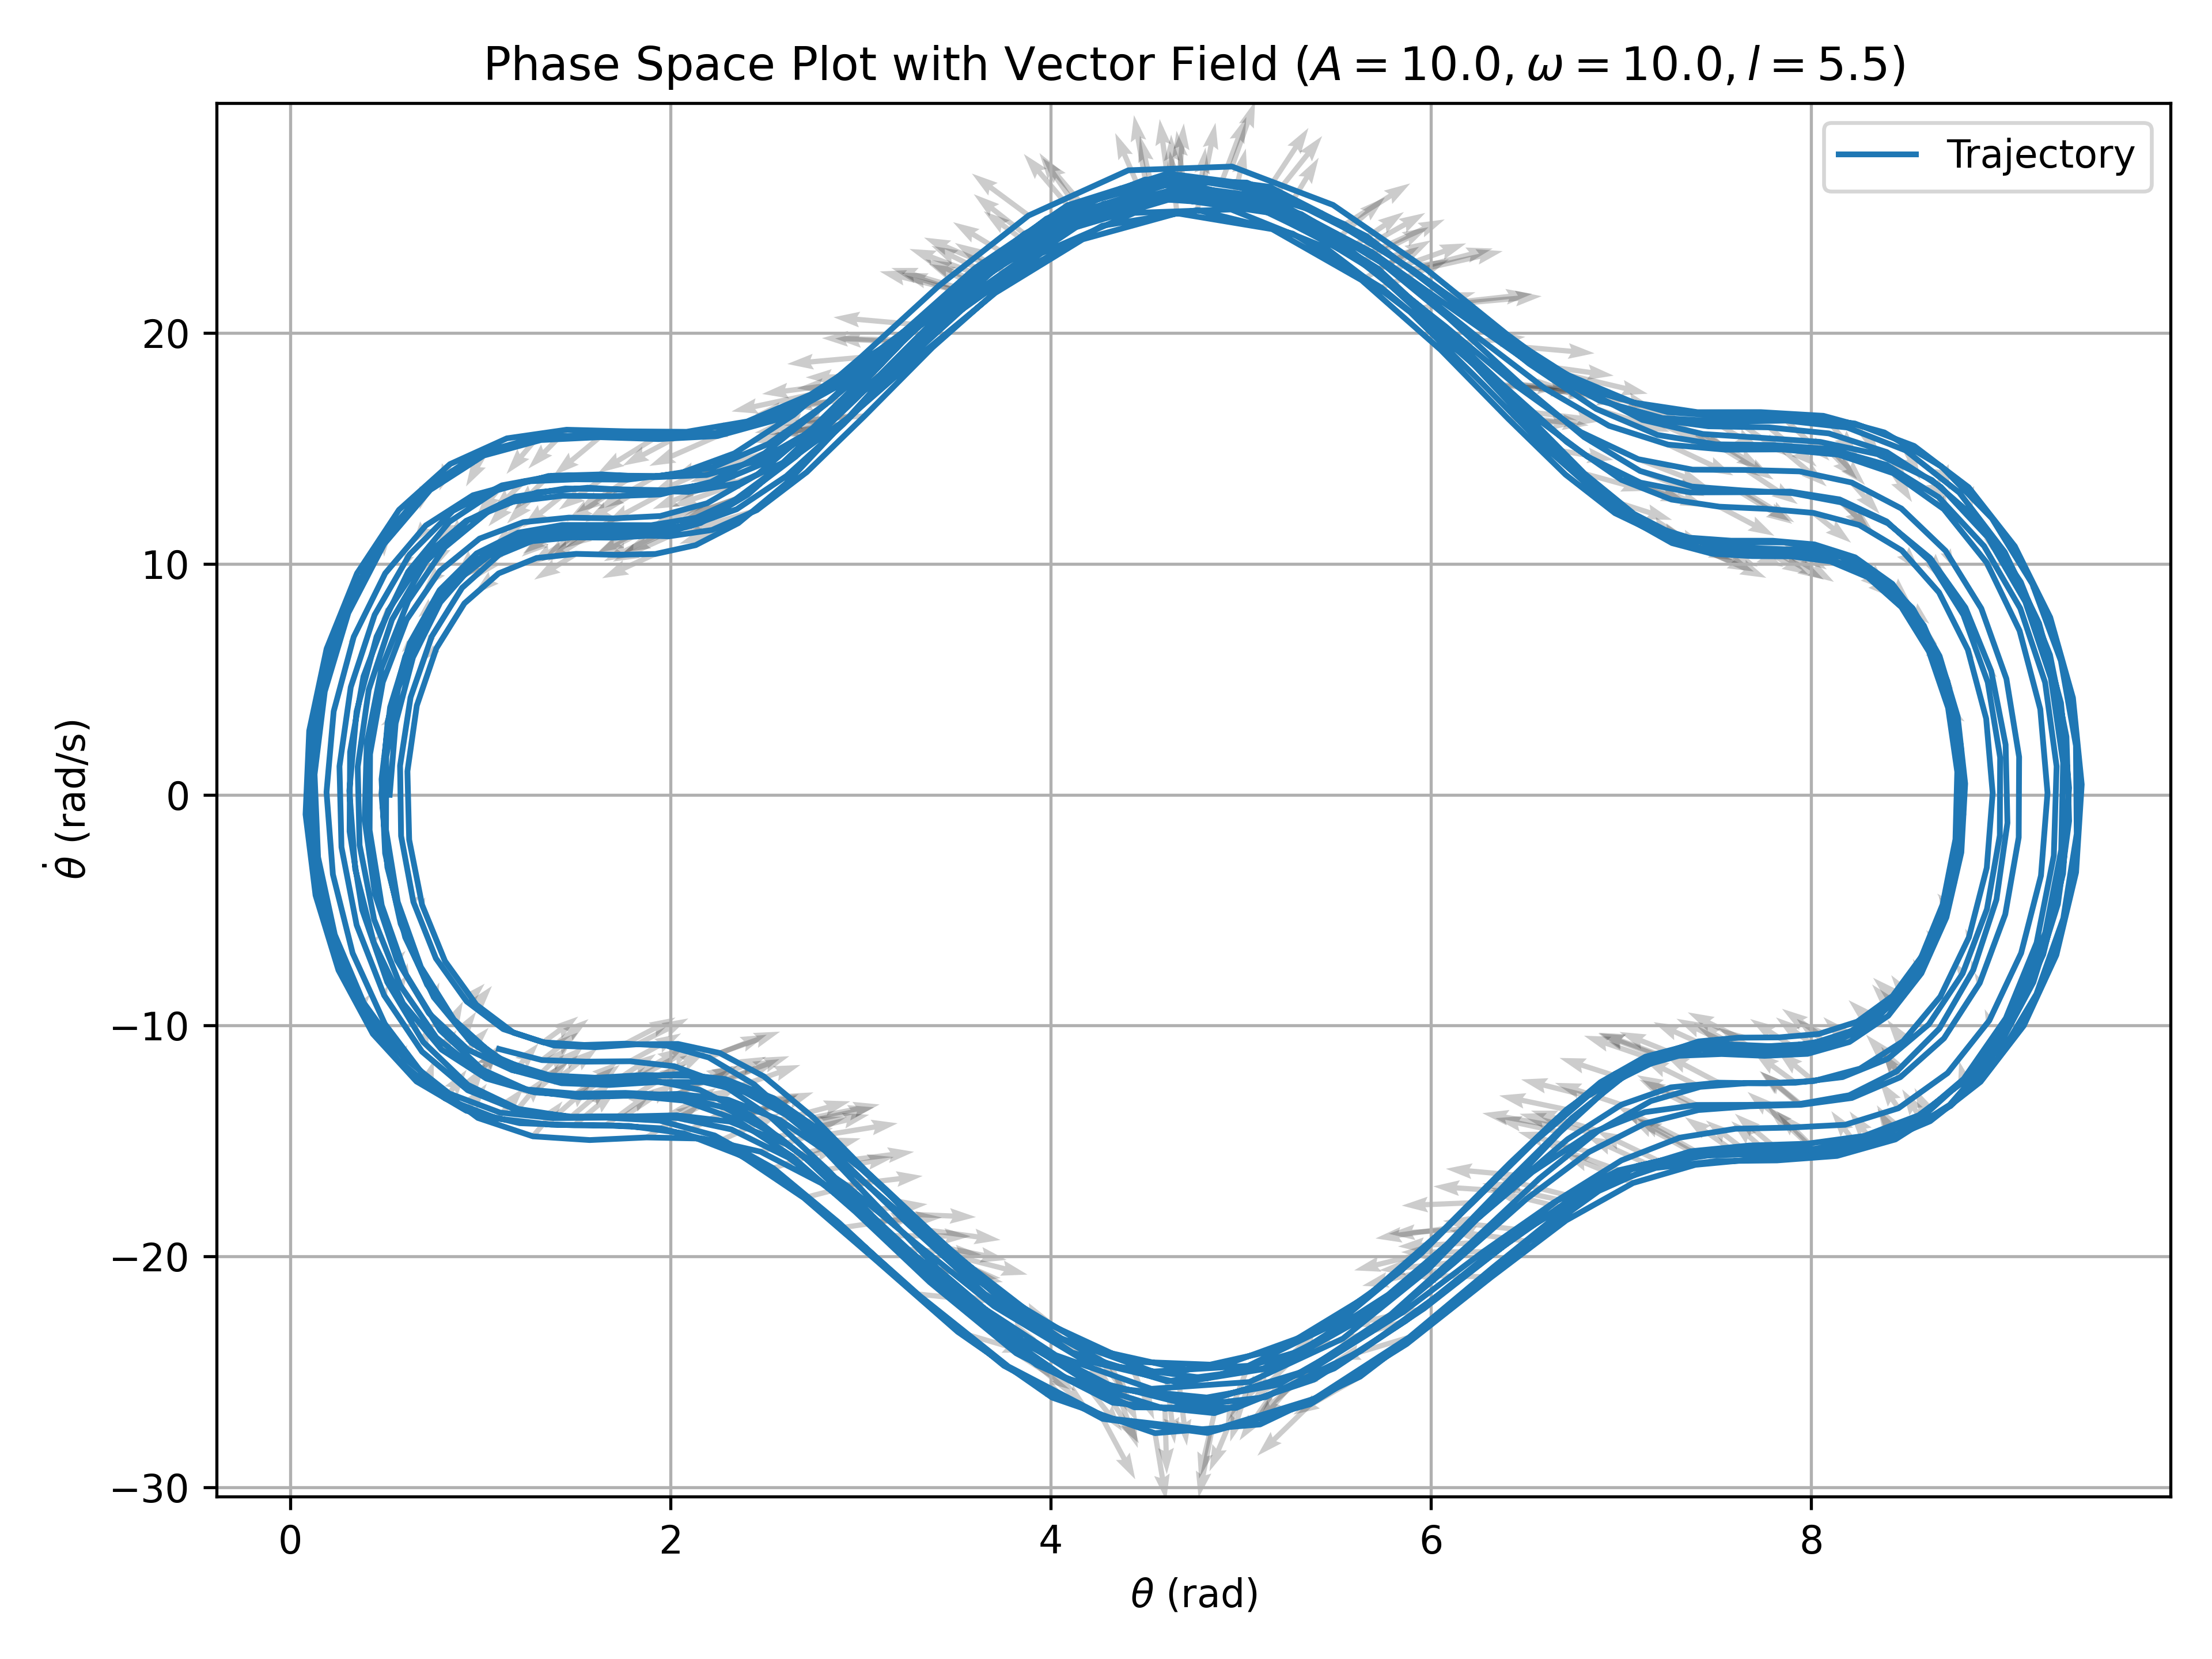 Phase Space Plot with Vector Field (A = 10.0, ω = 10.0, l = 5.5)
Trajectory
20
10
0
−10
−20
−30
θ̇ (rad/s)
0 2 4 6 8
θ (rad)